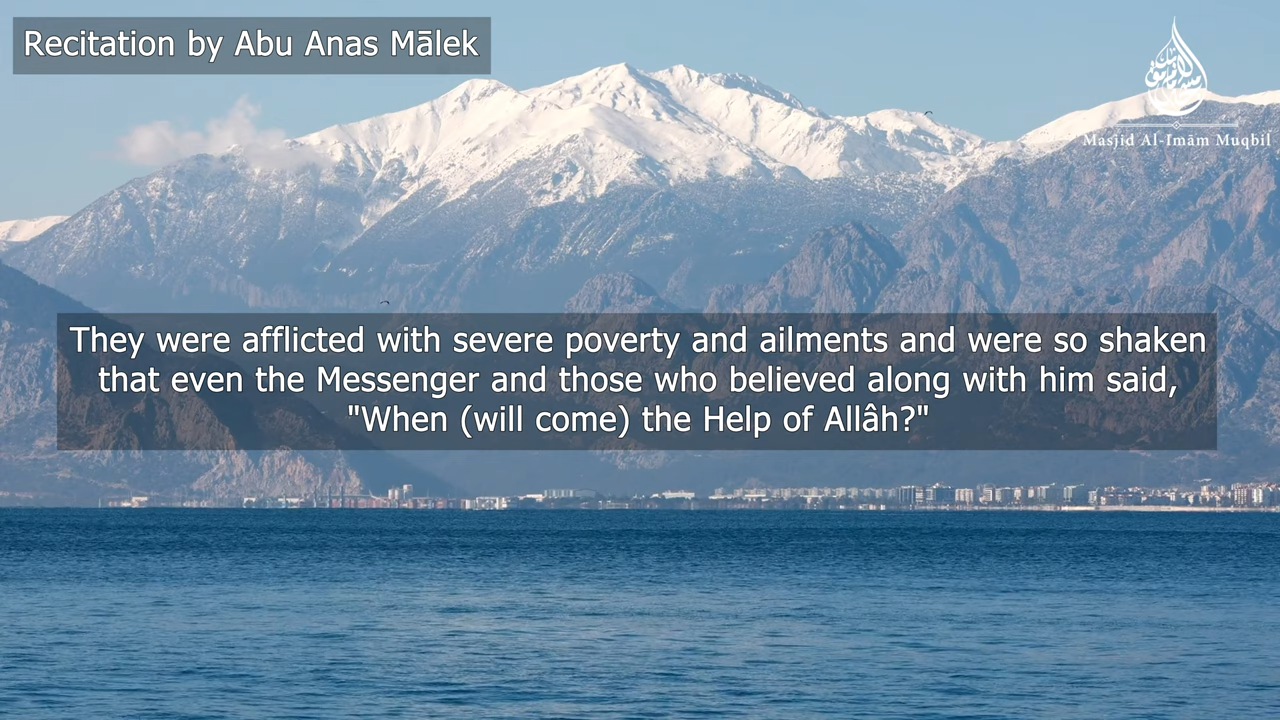 Recitation by Abu Anas Mālek
Masjid Al-Imām Muqbil
They were afflicted with severe poverty and ailments and were so shaken
that even the Messenger and those who believed along with him said,
"When (will come) the Help of Allâh?"